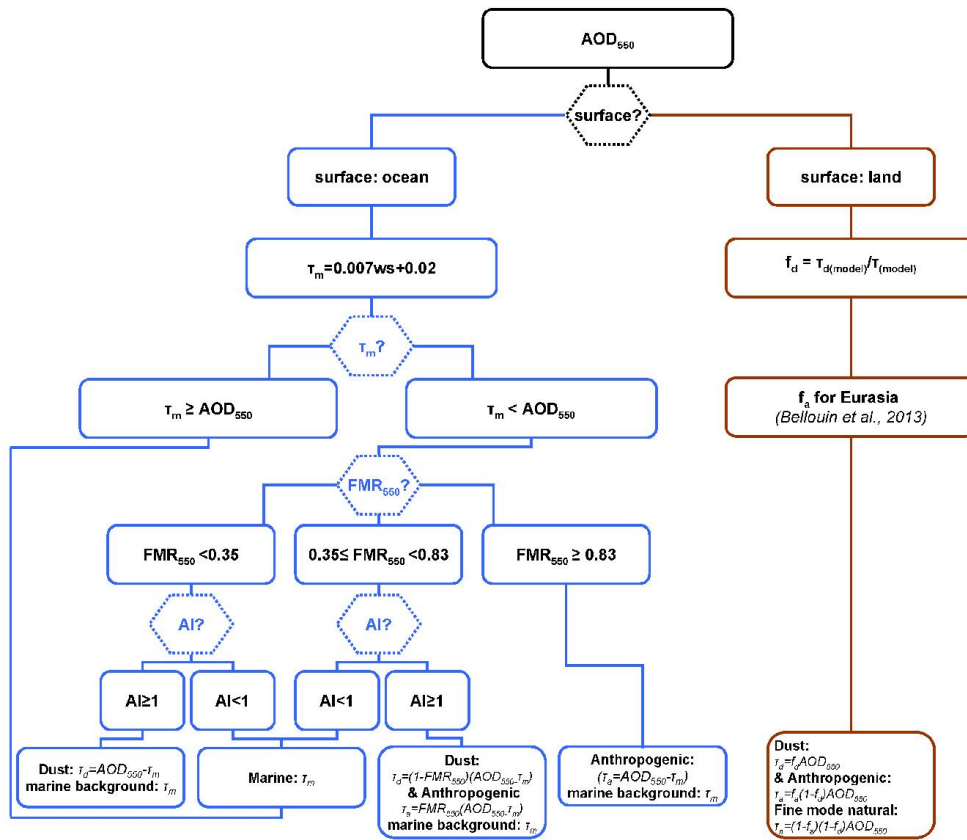 AOD550
surface?
surface: ocean
surface: land
τm=0.007ws+0.02
fd = τd(model)/τ(model)
τm?
τm ≥ AOD550
τm < AOD550
fa for Eurasia
(Bellouin et al., 2013)
FMR550?
FMR550 <0.35
0.35≤ FMR550 <0.83
FMR550 ≥ 0.83
AI?
AI?
AI≥1
AI<1
AI<1
AI≥1
Dust: τd=AOD550-τm
marine background: τm
Marine: τm
Dust:
τd=(1-FMR550)(AOD550-τm)
& Anthropogenic
τa=FMR550(AOD550-τm)
marine background: τm
Anthropogenic:
(τa=AOD550-τm)
marine background: τm
Dust:
τd=fdAOD550
& Anthropogenic:
τa=fa(1-fd)AOD550
Fine mode natural:
τn=(1-fa)(1-fd)AOD550